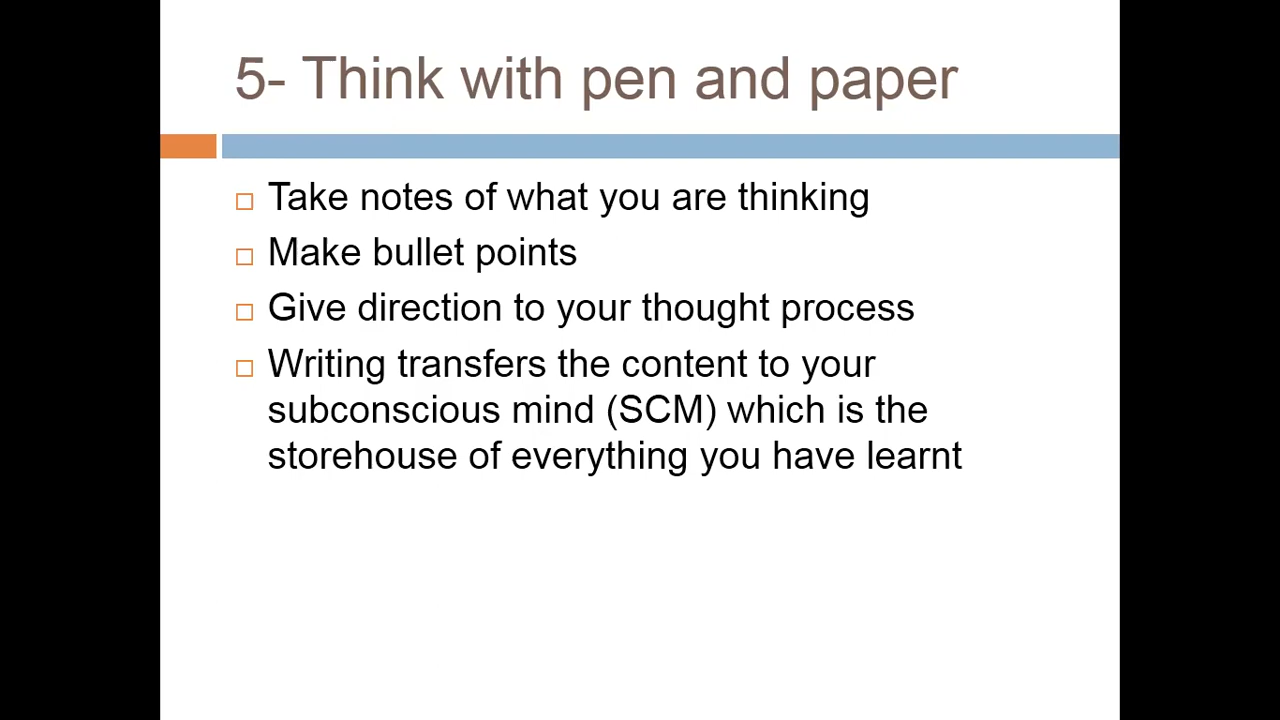 5- Think with pen and paper
Take notes of what you are thinking
Make bullet points
Give direction to your thought process
Writing transfers the content to your
subconscious mind (SCM) which is the
storehouse of everything you have learnt